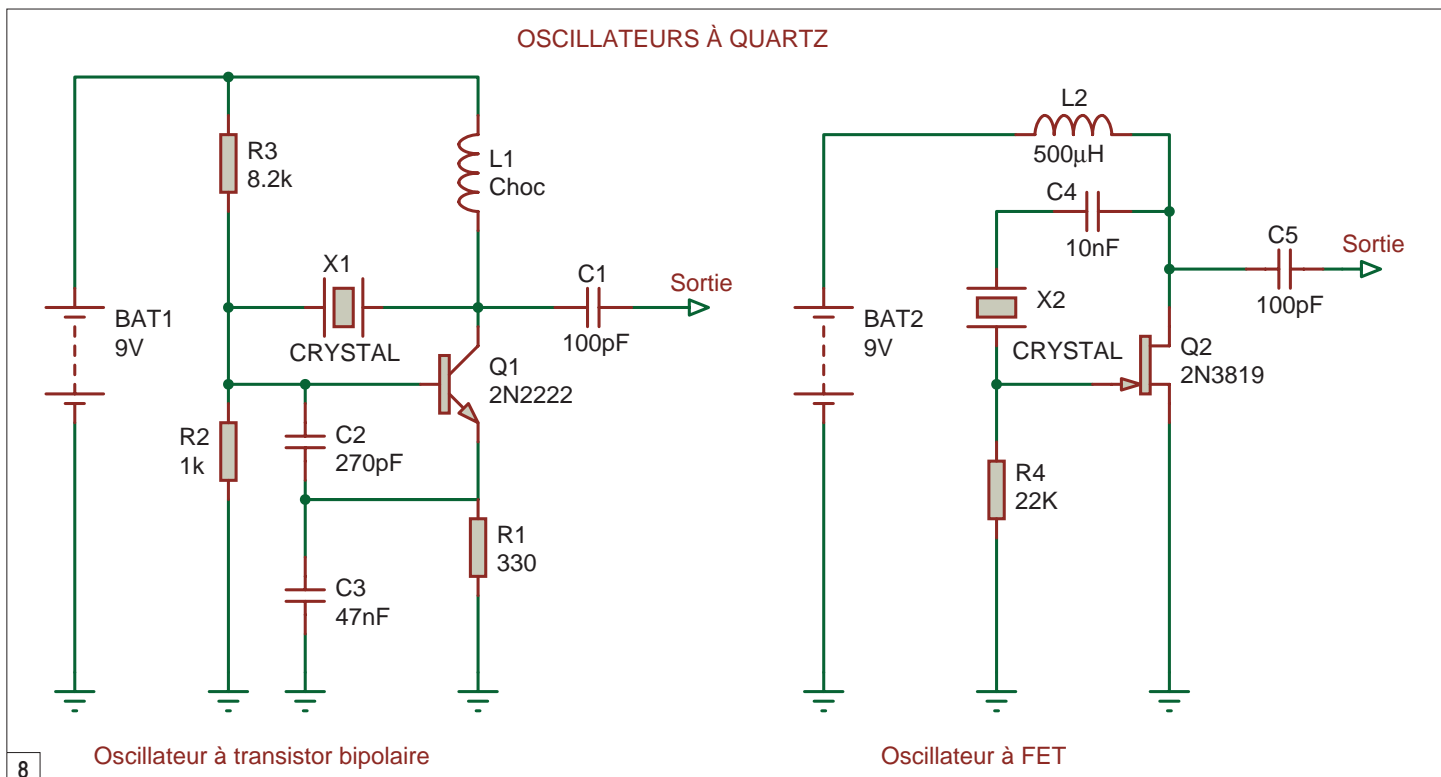 OSCILLATEURS À QUARTZ
R3
8.2k
L1
Choc
X1
CRYSTAL
C1
100pF
Sortie
BAT1
9V
Q1
2N2222
R2
1k
C2
270pF
R1
330
C3
47nF
Oscillateur à transistor bipolaire
L2
500µH
C4
10nF
C5
100pF
Sortie
X2
CRYSTAL
BAT2
9V
Q2
2N3819
R4
22K
Oscillateur à FET
8